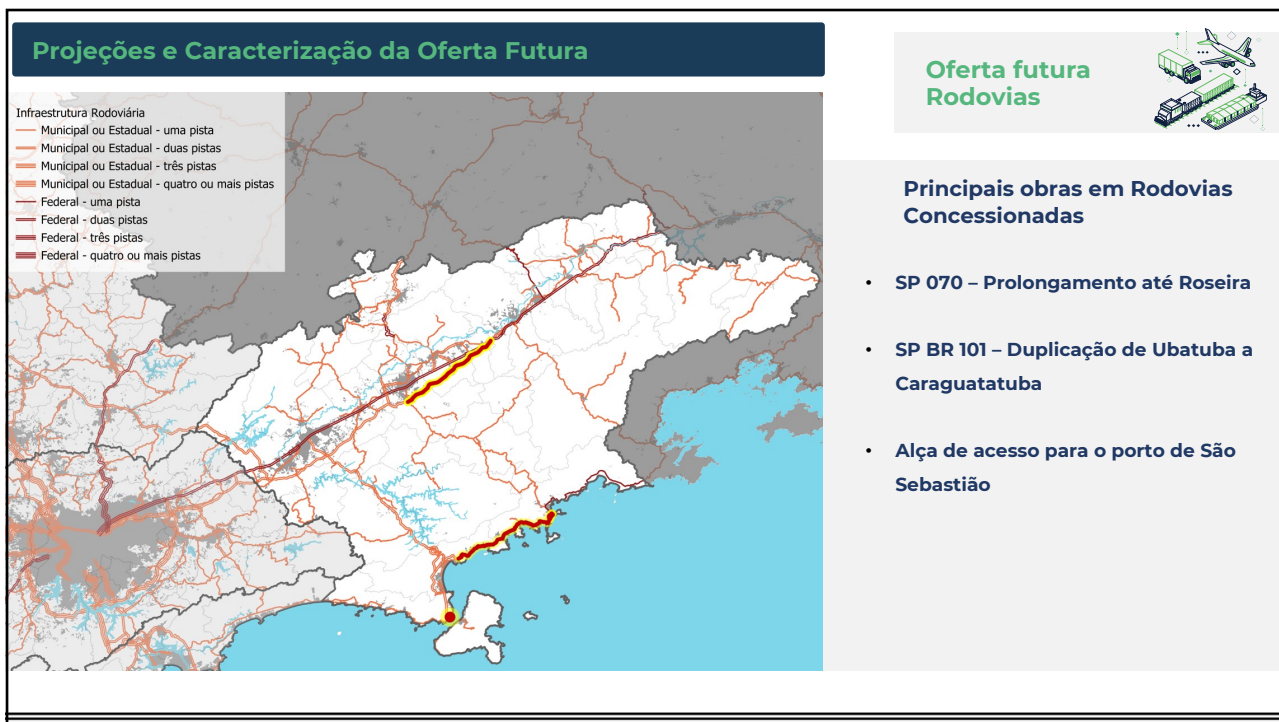 Projeções e Caracterização da Oferta Futura
Oferta futura
Rodovias
Infraestrutura Rodoviária
Municipal ou Estadual - uma pista
Municipal ou Estadual - duas pistas
Municipal ou Estadual - três pistas
Municipal ou Estadual - quatro ou mais pistas
Federal - uma pista
Federal - duas pistas
Federal - três pistas
Federal - quatro ou mais pistas
Principais obras em Rodovias
Concessionadas
• SP 070 – Prolongamento até Roseira
• SP BR 101 – Duplicação de Ubatuba a
Caraguatatuba
• Alça de acesso para o porto de São
Sebastião